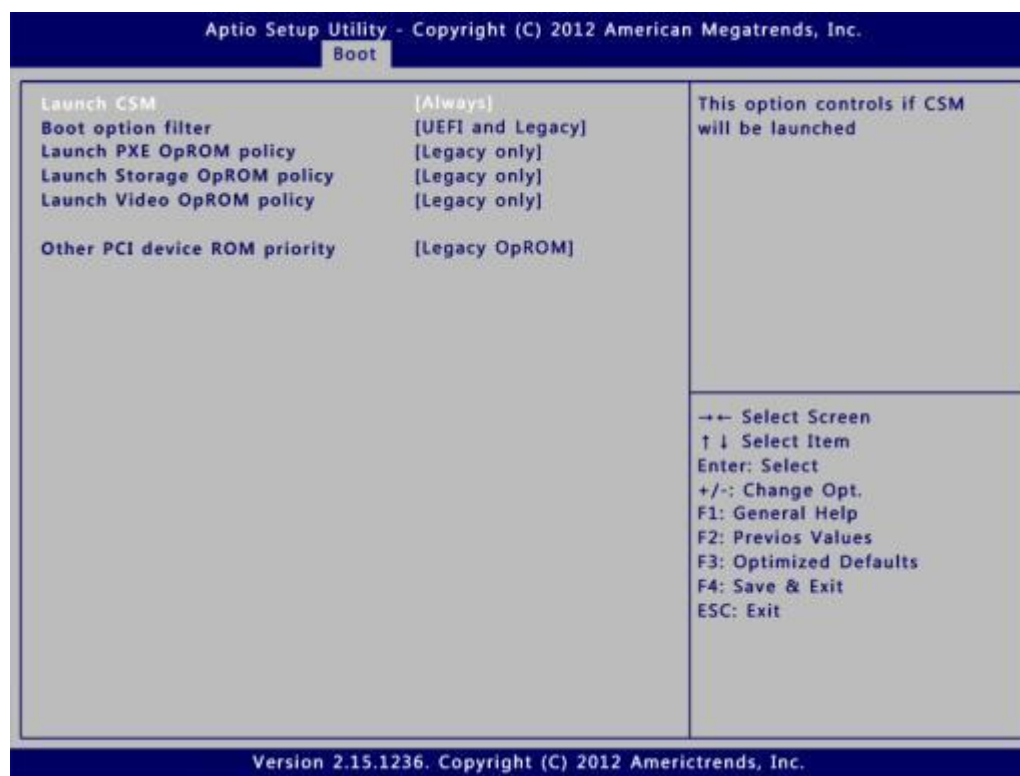 Aptio Setup Utility - Copyright (C) 2012 American Megatrends, Inc.
Boot
Launch CSM [Always]
Boot option filter [UEFI and Legacy]
Launch PXE OpROM policy [Legacy only]
Launch Storage OpROM policy [Legacy only]
Launch Video OpROM policy [Legacy only]
Other PCI device ROM priority [Legacy OpROM]
This option controls if CSM
will be launched
→← Select Screen
↑↓ Select Item
Enter: Select
+/-: Change Opt.
F1: General Help
F2: Previos Values
F3: Optimized Defaults
F4: Save & Exit
ESC: Exit
Version 2.15.1236. Copyright (C) 2012 Americtrends, Inc.